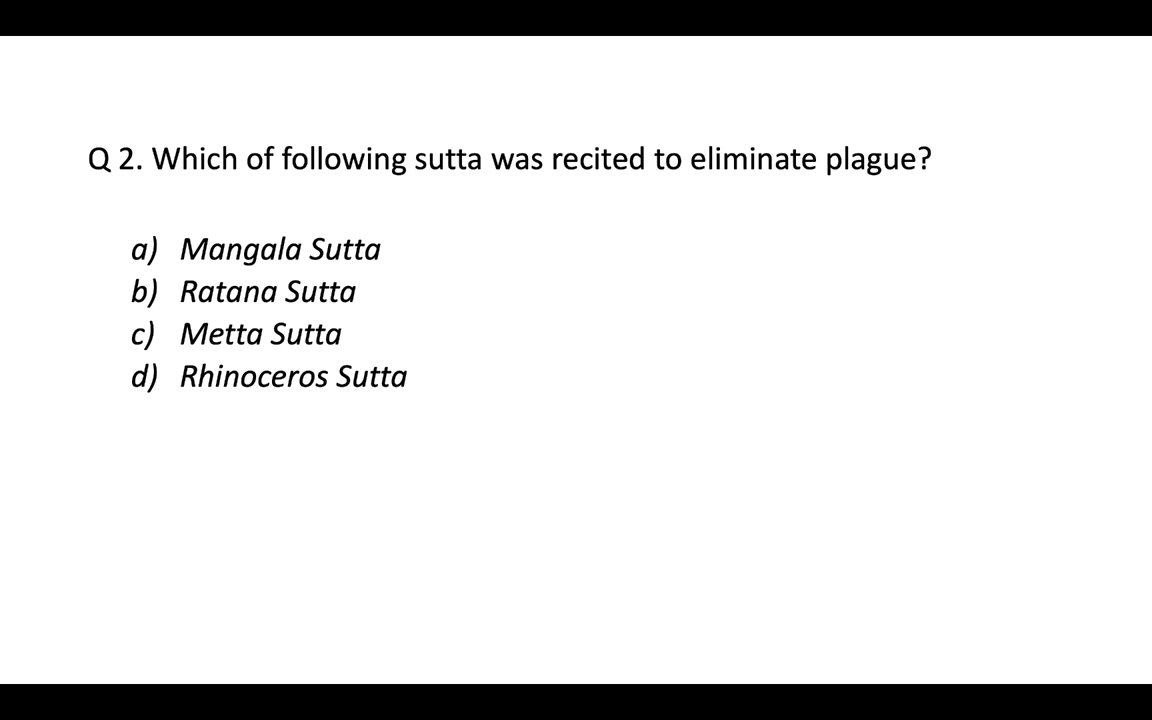 Q 2. Which of following sutta was recited to eliminate plague?
a) Mangala Sutta
b) Ratana Sutta
c) Metta Sutta
d) Rhinoceros Sutta